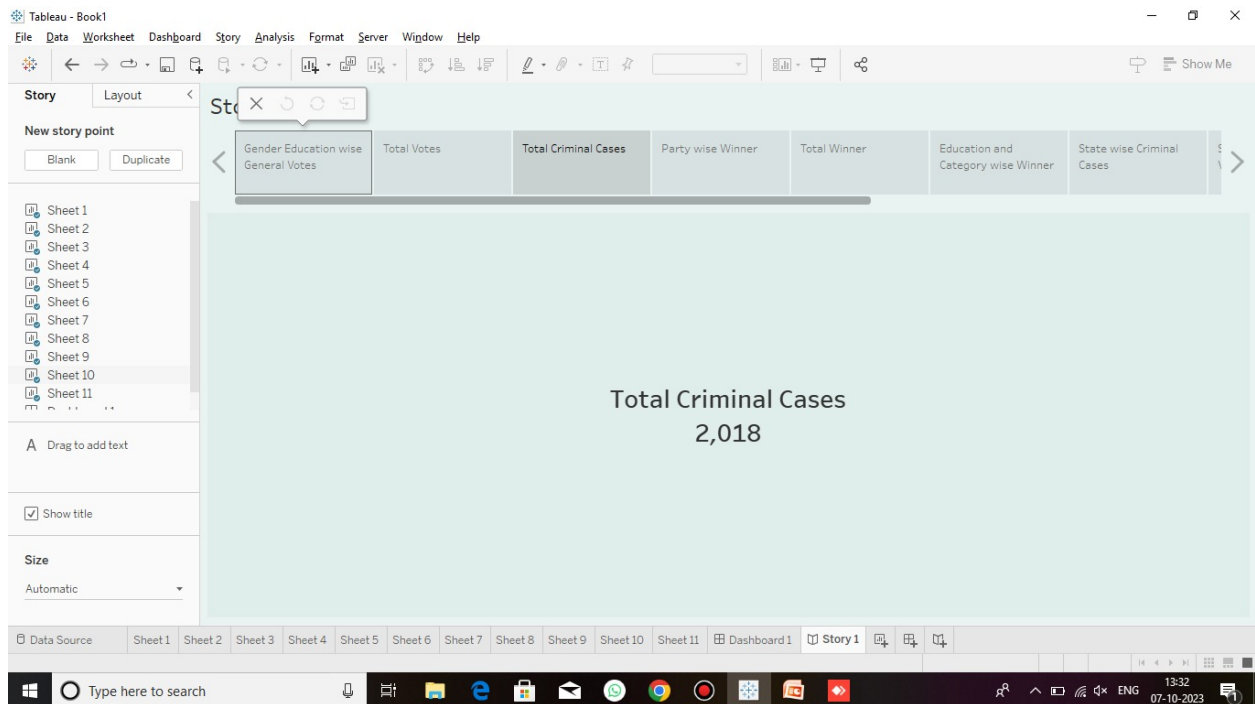 Tableau - Book1
File Data Worksheet Dashboard Story Analysis Format Server Window Help
Show Me
Story Layout
New story point
Blank Duplicate
Gender Education wise
General Votes
Total Votes
Total Criminal Cases
Party wise Winner
Total Winner
Education and
Category wise Winner
State wise Criminal
Cases
Sheet 1
Sheet 2
Sheet 3
Sheet 4
Sheet 5
Sheet 6
Sheet 7
Sheet 8
Sheet 9
Sheet 10
Sheet 11
Total Criminal Cases
2,018
A Drag to add text
Show title
Size
Automatic
Data Source Sheet 1 Sheet 2 Sheet 3 Sheet 4 Sheet 5 Sheet 6 Sheet 7 Sheet 8 Sheet 9 Sheet 10 Sheet 11 Dashboard 1 Story 1
Type here to search
ENG
13:32
07-10-2023